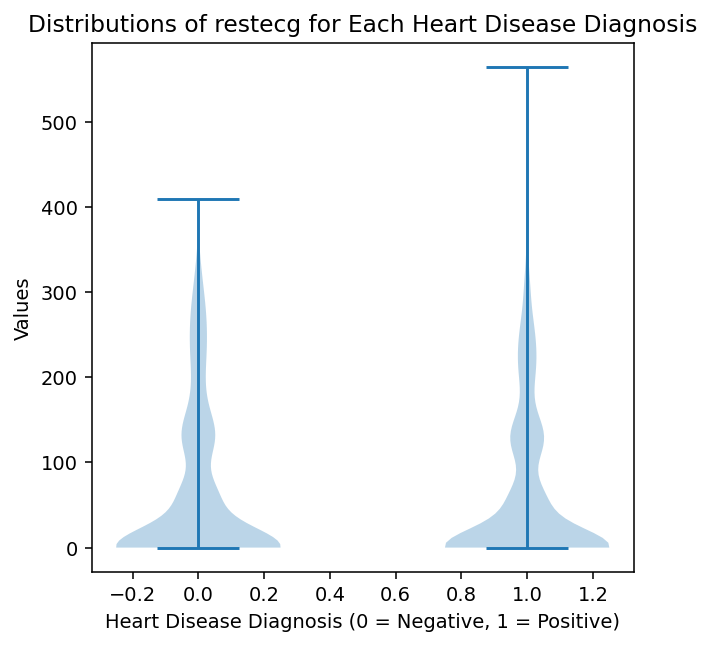 Distributions of restecg for Each Heart Disease Diagnosis
500
400
300
200
100
0
Values
−0.2 0.0 0.2 0.4 0.6 0.8 1.0 1.2
Heart Disease Diagnosis (0 = Negative, 1 = Positive)